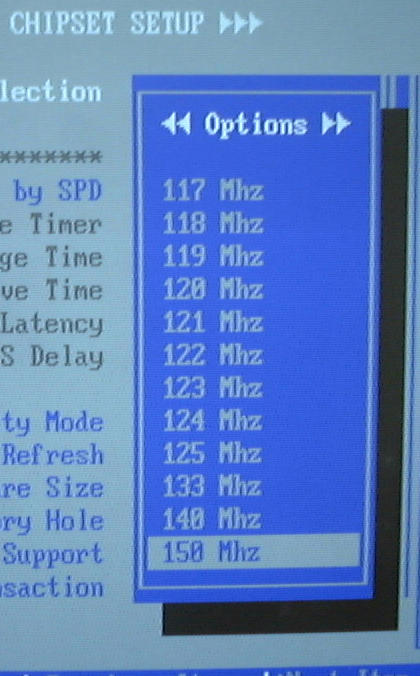 CHIPSET SETUP ▶▶▶
lection
◀◀ Options ▶▶
*******
by SPD
117 Mhz
e Timer
118 Mhz
ge Time
119 Mhz
ve Time
120 Mhz
Latency
121 Mhz
S Delay
122 Mhz
123 Mhz
ty Mode
124 Mhz
Refresh
125 Mhz
re Size
133 Mhz
ory Hole
140 Mhz
Support
150 Mhz
nsaction